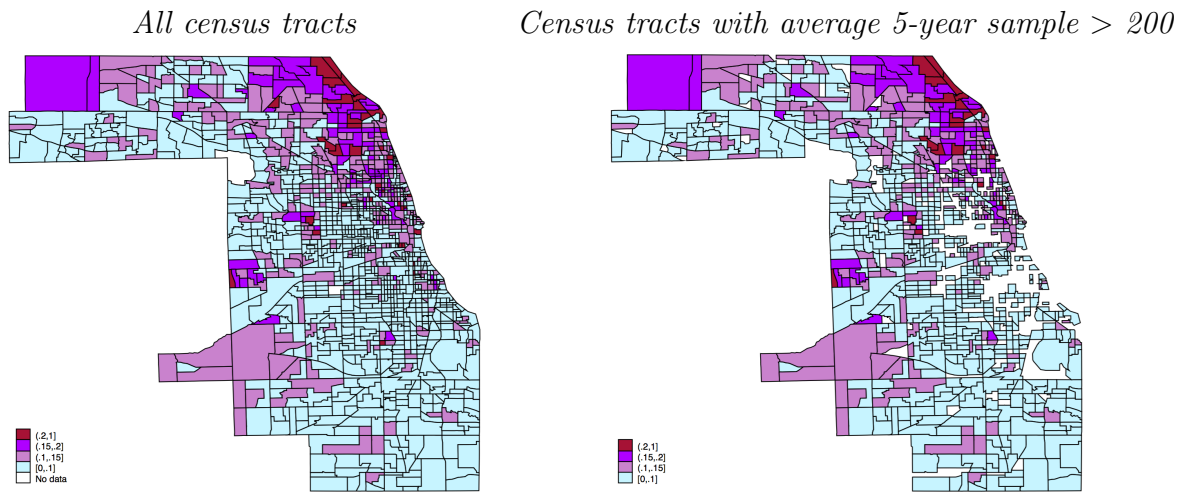 All census tracts
Census tracts with average 5-year sample > 200
(.2,1]
(.15,.2]
(.1,.15]
[0,.1]
No data
(.2,1]
(.15,.2]
(.1,.15]
[0,.1]